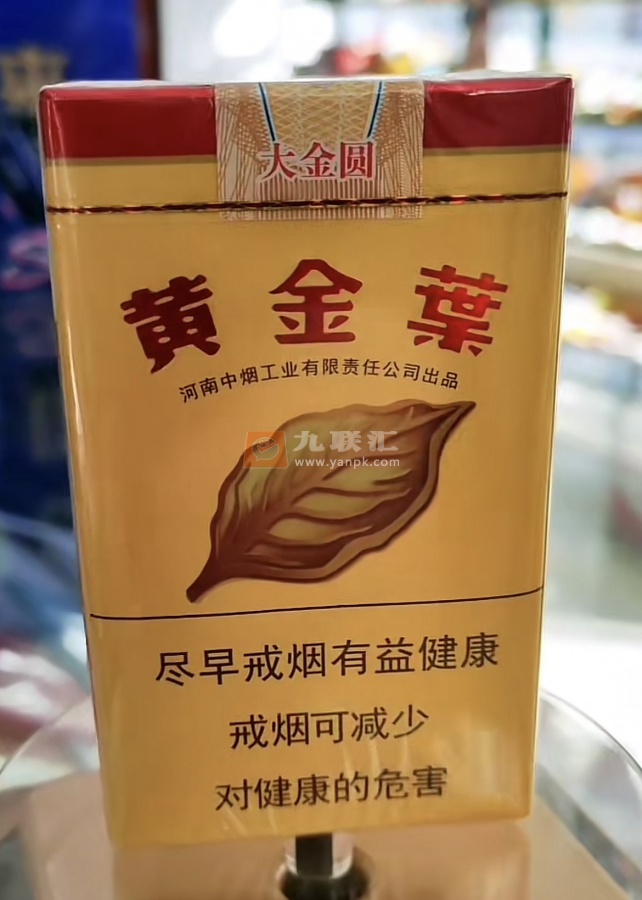 大金圆
黄金葉
河南中烟工业有限责任公司出品
九联汇
www.yanpk.com
尽早戒烟有益健康
戒烟可减少
对健康的危害